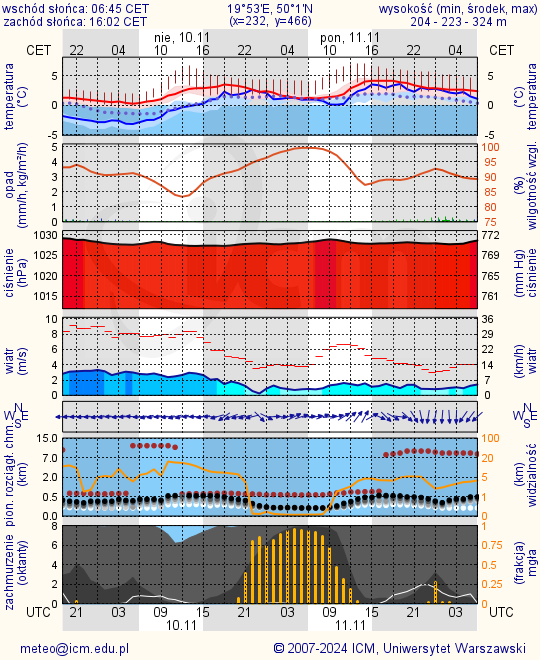 wschód słońca: 06:45 CET 19°53'E, 50°1'N wysokość (min, środek, max)
zachód słońca: 16:02 CET (x=232, y=466) 204 - 223 - 324 m
nie, 10.11 pon, 11.11
CET 22 04 10 16 22 04 10 16 22 04 CET
temperatura (°C)
5
0
-5
temperatura (°C)
5
0
-5
opad (mm/h, kg/m²/h)
5
4
3
2
1
0
wilgotność wzgl. (%)
100
95
90
85
80
75
ciśnienie (hPa)
1030
1025
1020
1015
ciśnienie (mm Hg)
772
769
765
761
wiatr (m/s)
10
8
6
4
2
0
wiatr (km/h)
36
29
22
14
7
0
N
W E
S
N
W E
S
pion. rozciągł. chm. (km)
15.0
7.0
2.0
0.5
0.0
widzialność (km)
100
20
5
1
0
zachmurzenie (oktanty)
8
6
4
2
0
mgła (frakcja)
1
0.75
0.5
0.25
0
UTC 21 03 09 15 21 03 09 15 21 03 UTC
10.11 11.11
meteo@icm.edu.pl © 2007-2024 ICM, Uniwersytet Warszawski